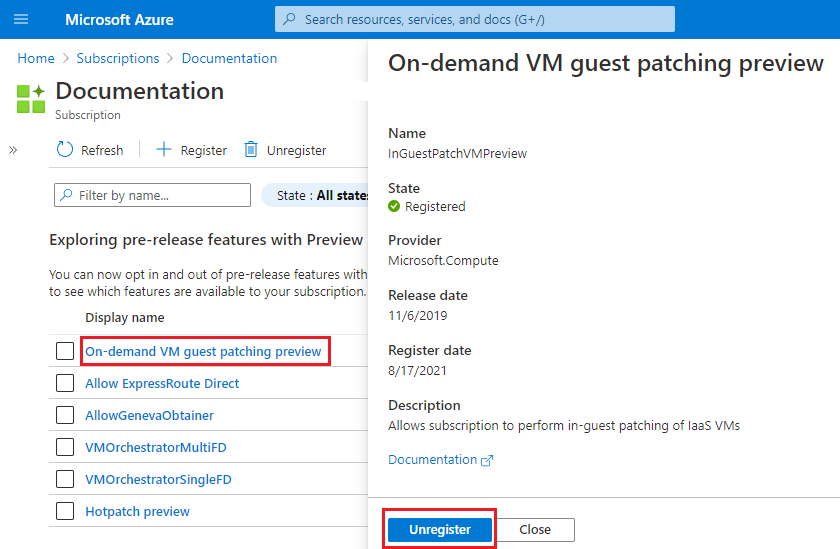 Microsoft Azure
Search resources, services, and docs (G+/)
Home > Subscriptions > Documentation
Documentation
Subscription
» Refresh + Register Unregister
Filter by name...
State : All states
Exploring pre-release features with Preview
You can now opt in and out of pre-release features with
to see which features are available to your subscription.
Display name
On-demand VM guest patching preview
Allow ExpressRoute Direct
AllowGenevaObtainer
VMOrchestratorMultiFD
VMOrchestratorSingleFD
Hotpatch preview
On-demand VM guest patching preview
Name
InGuestPatchVMPreview
State
Registered
Provider
Microsoft.Compute
Release date
11/6/2019
Register date
8/17/2021
Description
Allows subscription to perform in-guest patching of IaaS VMs
Documentation
Unregister
Close